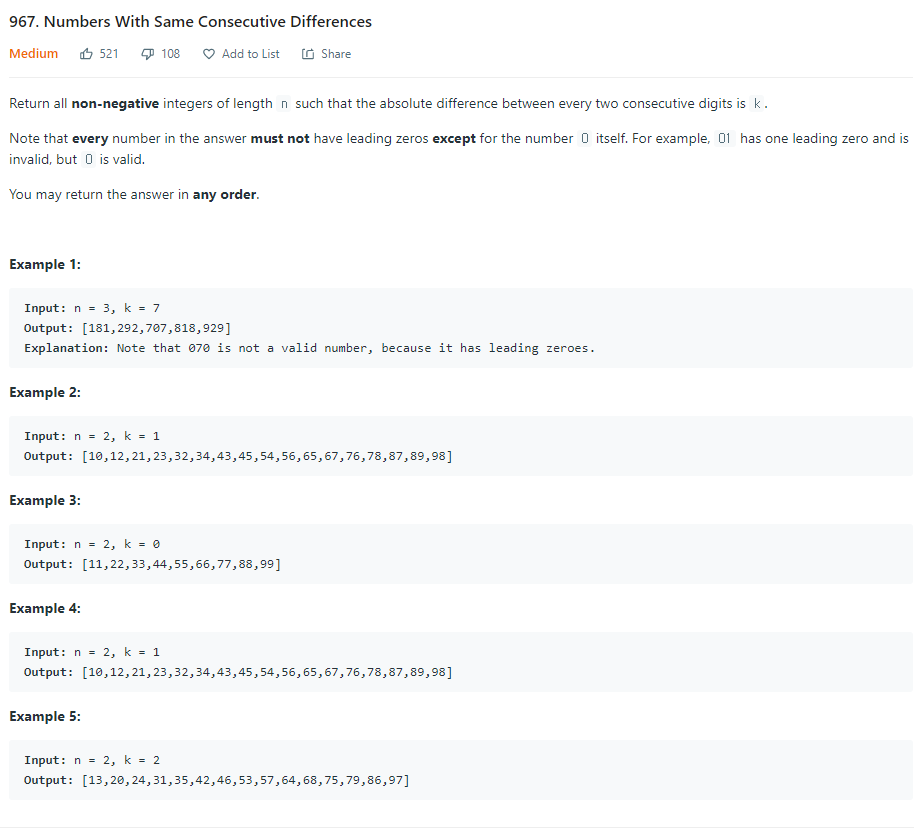 967. Numbers With Same Consecutive Differences
Medium 521 108 Add to List Share
Return all non-negative integers of length n such that the absolute difference between every two consecutive digits is k.
Note that every number in the answer must not have leading zeros except for the number 0 itself. For example, 01 has one leading zero and is
invalid, but 0 is valid.
You may return the answer in any order.
Example 1:
Input: n = 3, k = 7
Output: [181,292,707,818,929]
Explanation: Note that 070 is not a valid number, because it has leading zeroes.
Example 2:
Input: n = 2, k = 1
Output: [10,12,21,23,32,34,43,45,54,56,65,67,76,78,87,89,98]
Example 3:
Input: n = 2, k = 0
Output: [11,22,33,44,55,66,77,88,99]
Example 4:
Input: n = 2, k = 1
Output: [10,12,21,23,32,34,43,45,54,56,65,67,76,78,87,89,98]
Example 5:
Input: n = 2, k = 2
Output: [13,20,24,31,35,42,46,53,57,64,68,75,79,86,97]